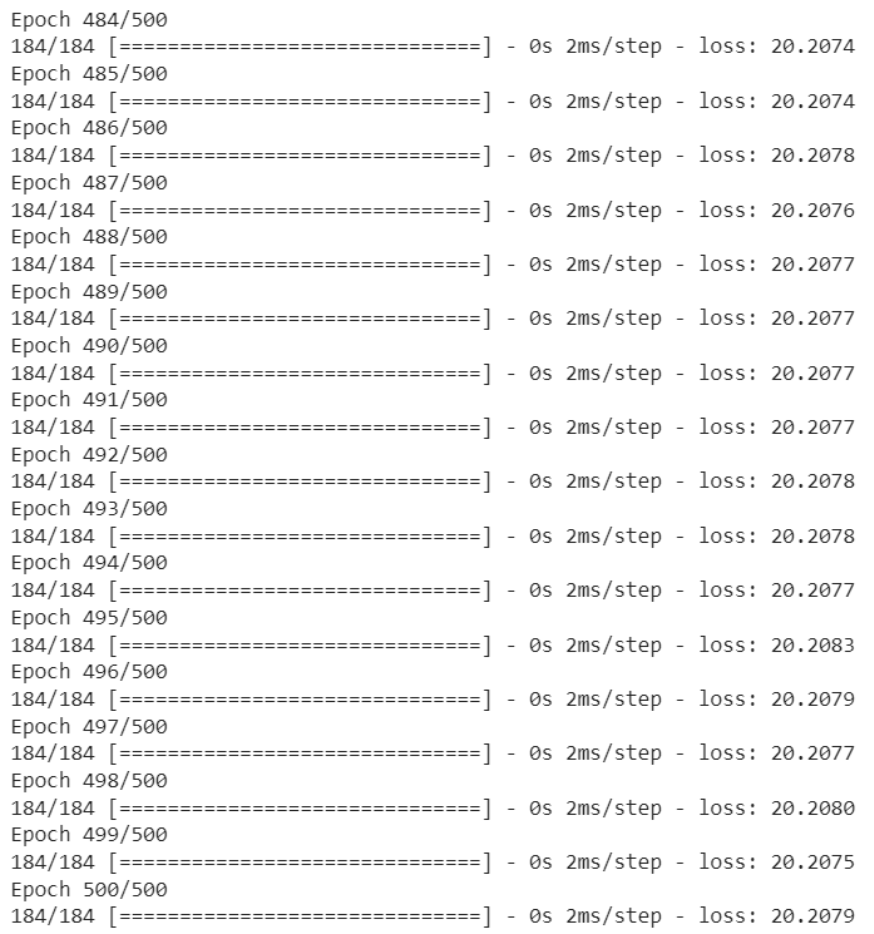 Epoch 484/500
184/184 [==============================] - 0s 2ms/step - loss: 20.2074
Epoch 485/500
184/184 [==============================] - 0s 2ms/step - loss: 20.2074
Epoch 486/500
184/184 [==============================] - 0s 2ms/step - loss: 20.2078
Epoch 487/500
184/184 [==============================] - 0s 2ms/step - loss: 20.2076
Epoch 488/500
184/184 [==============================] - 0s 2ms/step - loss: 20.2077
Epoch 489/500
184/184 [==============================] - 0s 2ms/step - loss: 20.2077
Epoch 490/500
184/184 [==============================] - 0s 2ms/step - loss: 20.2077
Epoch 491/500
184/184 [==============================] - 0s 2ms/step - loss: 20.2077
Epoch 492/500
184/184 [==============================] - 0s 2ms/step - loss: 20.2078
Epoch 493/500
184/184 [==============================] - 0s 2ms/step - loss: 20.2078
Epoch 494/500
184/184 [==============================] - 0s 2ms/step - loss: 20.2077
Epoch 495/500
184/184 [==============================] - 0s 2ms/step - loss: 20.2083
Epoch 496/500
184/184 [==============================] - 0s 2ms/step - loss: 20.2079
Epoch 497/500
184/184 [==============================] - 0s 2ms/step - loss: 20.2077
Epoch 498/500
184/184 [==============================] - 0s 2ms/step - loss: 20.2080
Epoch 499/500
184/184 [==============================] - 0s 2ms/step - loss: 20.2075
Epoch 500/500
184/184 [==============================] - 0s 2ms/step - loss: 20.2079